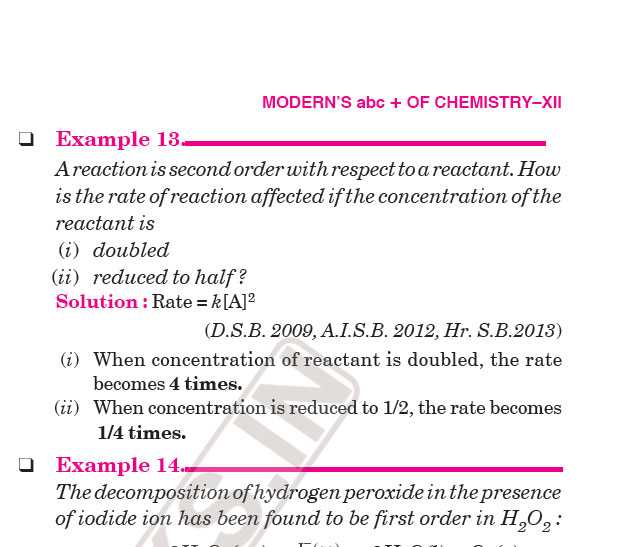 MODERN'S abc + OF CHEMISTRY–XII
❑ Example 13.
A reaction is second order with respect to a reactant. How
is the rate of reaction affected if the concentration of the
reactant is
(i) doubled
(ii) reduced to half ?
Solution : Rate = k[A]²
(D.S.B. 2009, A.I.S.B. 2012, Hr. S.B.2013)
(i) When concentration of reactant is doubled, the rate
becomes 4 times.
(ii) When concentration is reduced to 1/2, the rate becomes
1/4 times.
❑ Example 14.
The decomposition of hydrogen peroxide in the presence
of iodide ion has been found to be first order in H₂O₂ :
S.IN